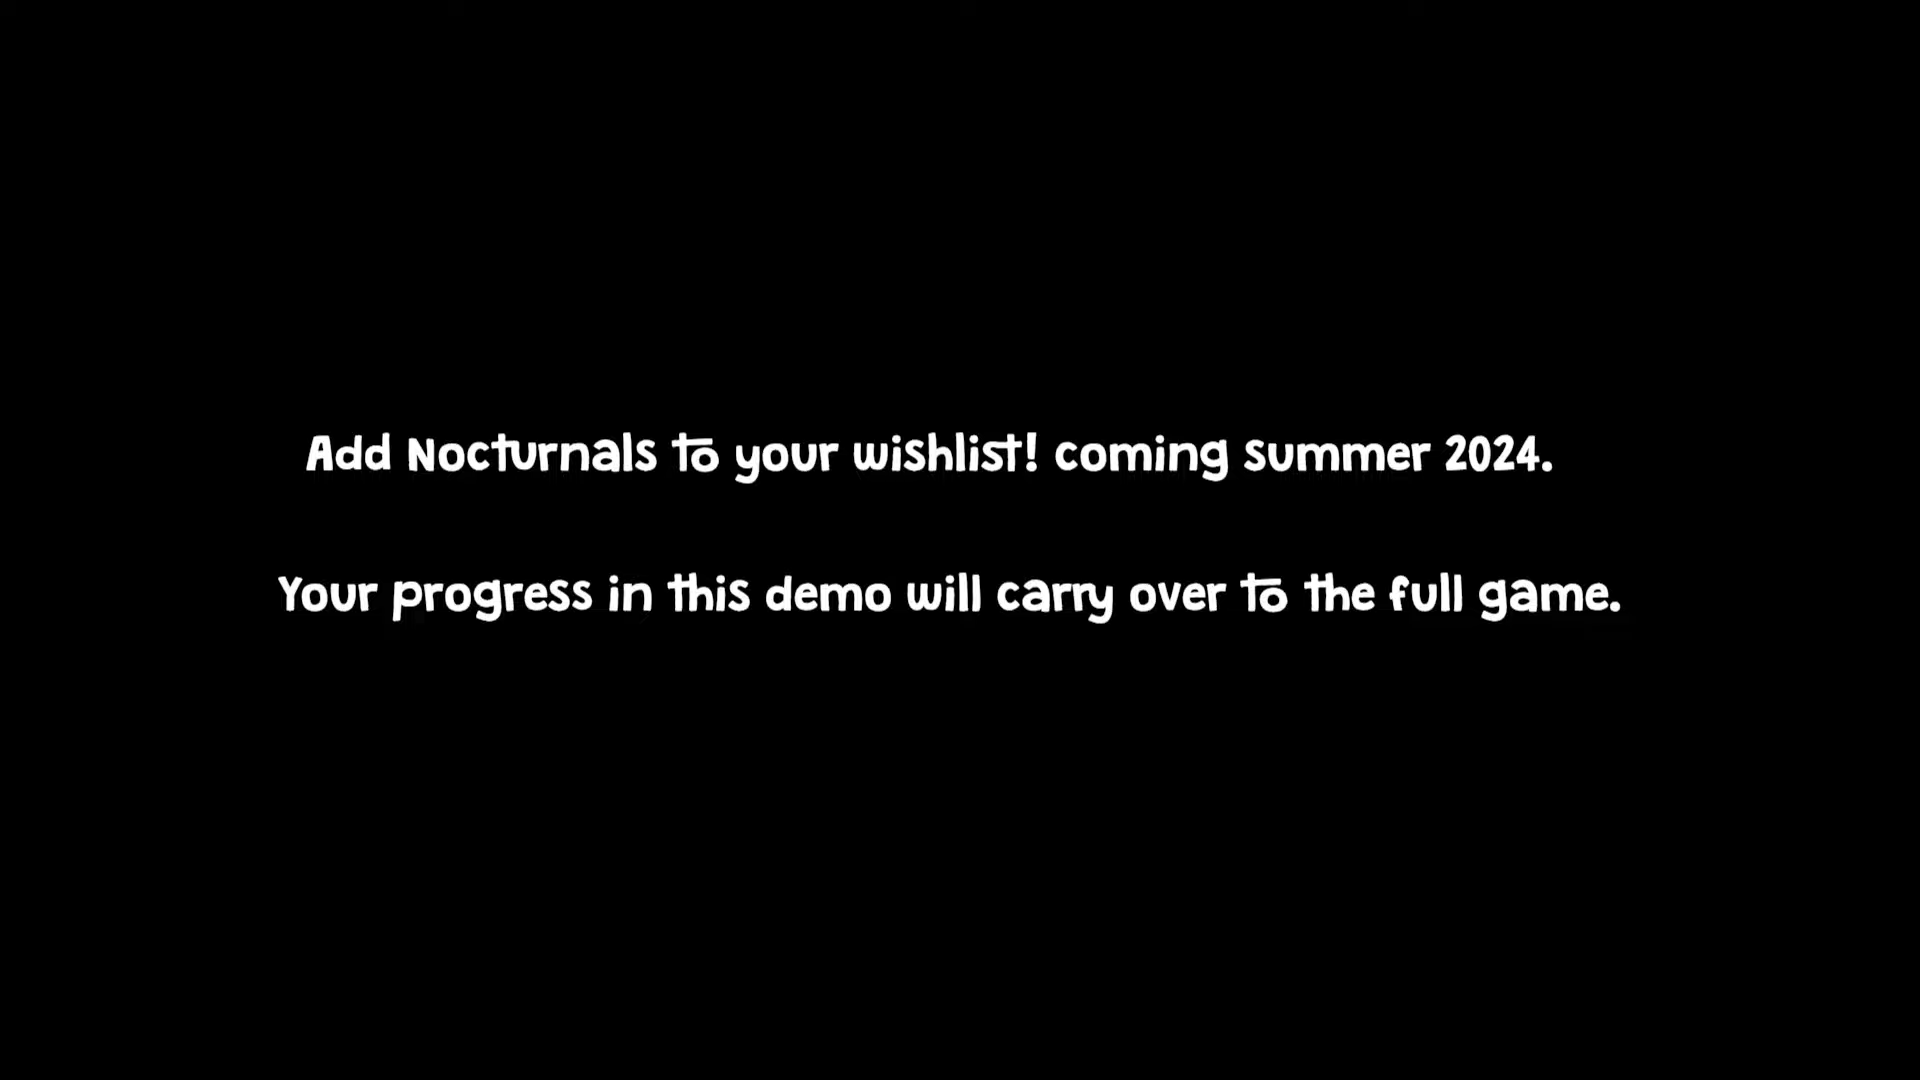 Add Nocturnals to your wishlist! coming summer 2024.
Your progress in this demo will carry over to the full game.